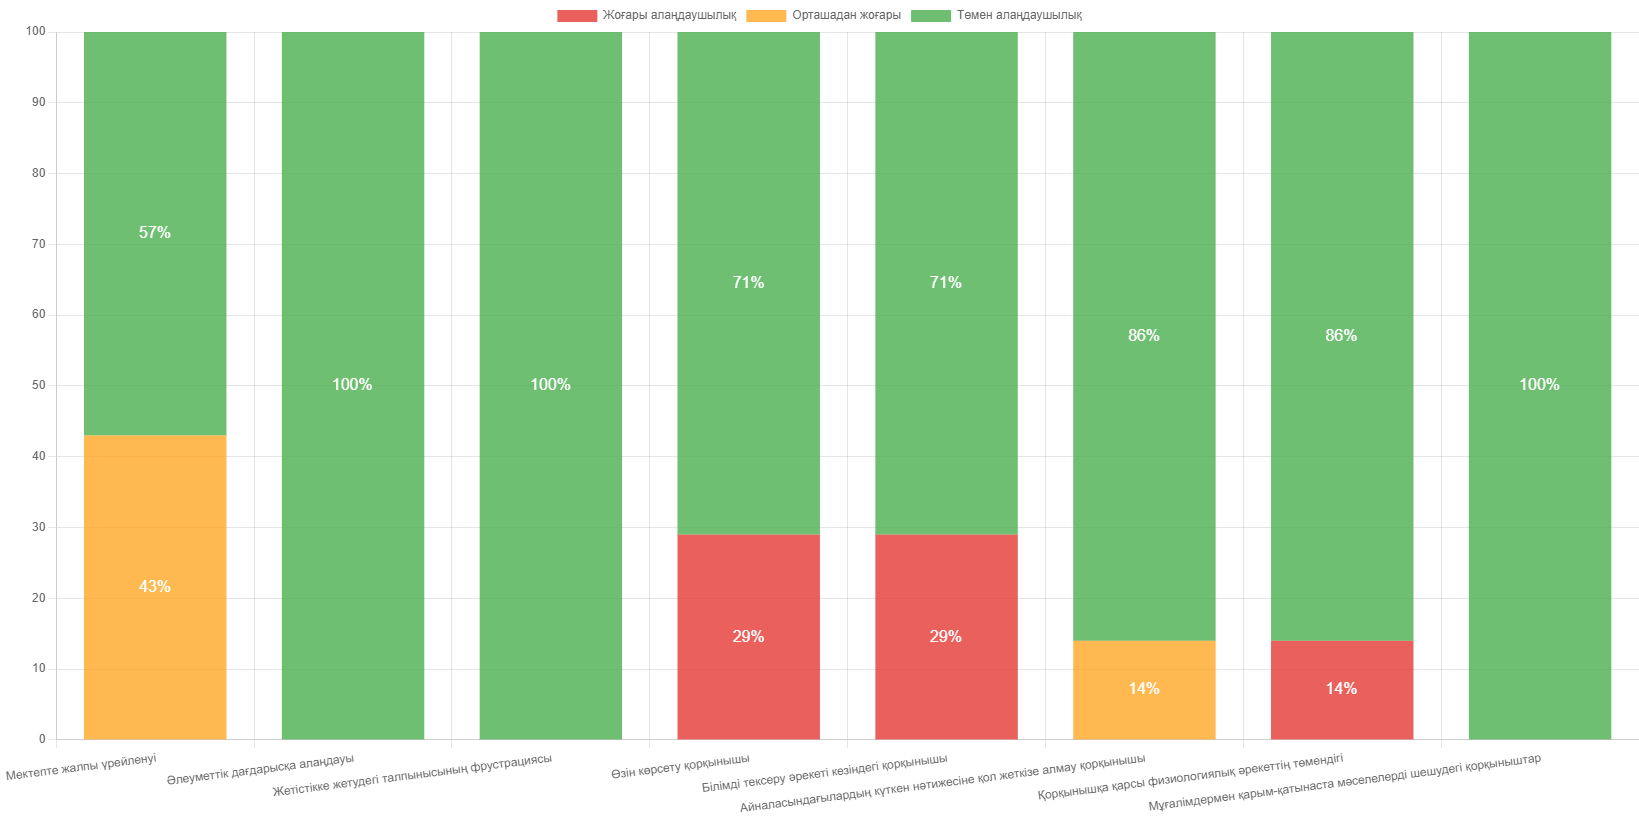 Жоғары алаңдаушылық Орташадан жоғары Төмен алаңдаушылық
100
90
80
70
60
50
40
30
20
10
0
57%
43%
100%
100%
71%
29%
71%
29%
86%
14%
86%
14%
100%
Мектепте жалпы үрейленуі
Әлеуметтік дағдарысқа алаңдауы
Жетістікке жетудегі талпынысының фрустрациясы
Өзін көрсету қорқынышы
Білімді тексеру әрекеті кезіндегі қорқынышы
Айналасындағылардың күткен нәтижесіне қол жеткізе алмау қорқынышы
Қорқынышқа қарсы физиологиялық әрекеттің төмендігі
Мұғалімдермен қарым-қатынаста мәселелерді шешудегі қорқыныштар